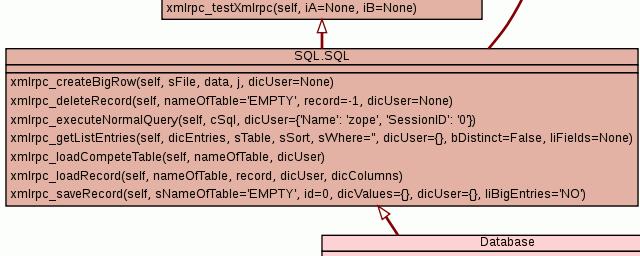 xmlrpc_testXmlrpc(self, iA=None, iB=None)
SQL.SQL
xmlrpc_createBigRow(self, sFile, data, j, dicUser=None)
xmlrpc_deleteRecord(self, nameOfTable='EMPTY', record=-1, dicUser=None)
xmlrpc_executeNormalQuery(self, cSql, dicUser={'Name': 'zope', 'SessionID': '0'})
xmlrpc_getListEntries(self, dicEntries, sTable, sSort, sWhere='', dicUser={}, bDistinct=False, liFields=None)
xmlrpc_loadCompeteTable(self, nameOfTable, dicUser)
xmlrpc_loadRecord(self, nameOfTable, record, dicUser, dicColumns)
xmlrpc_saveRecord(self, sNameOfTable='EMPTY', id=0, dicValues={}, dicUser={}, liBigEntries='NO')
Database